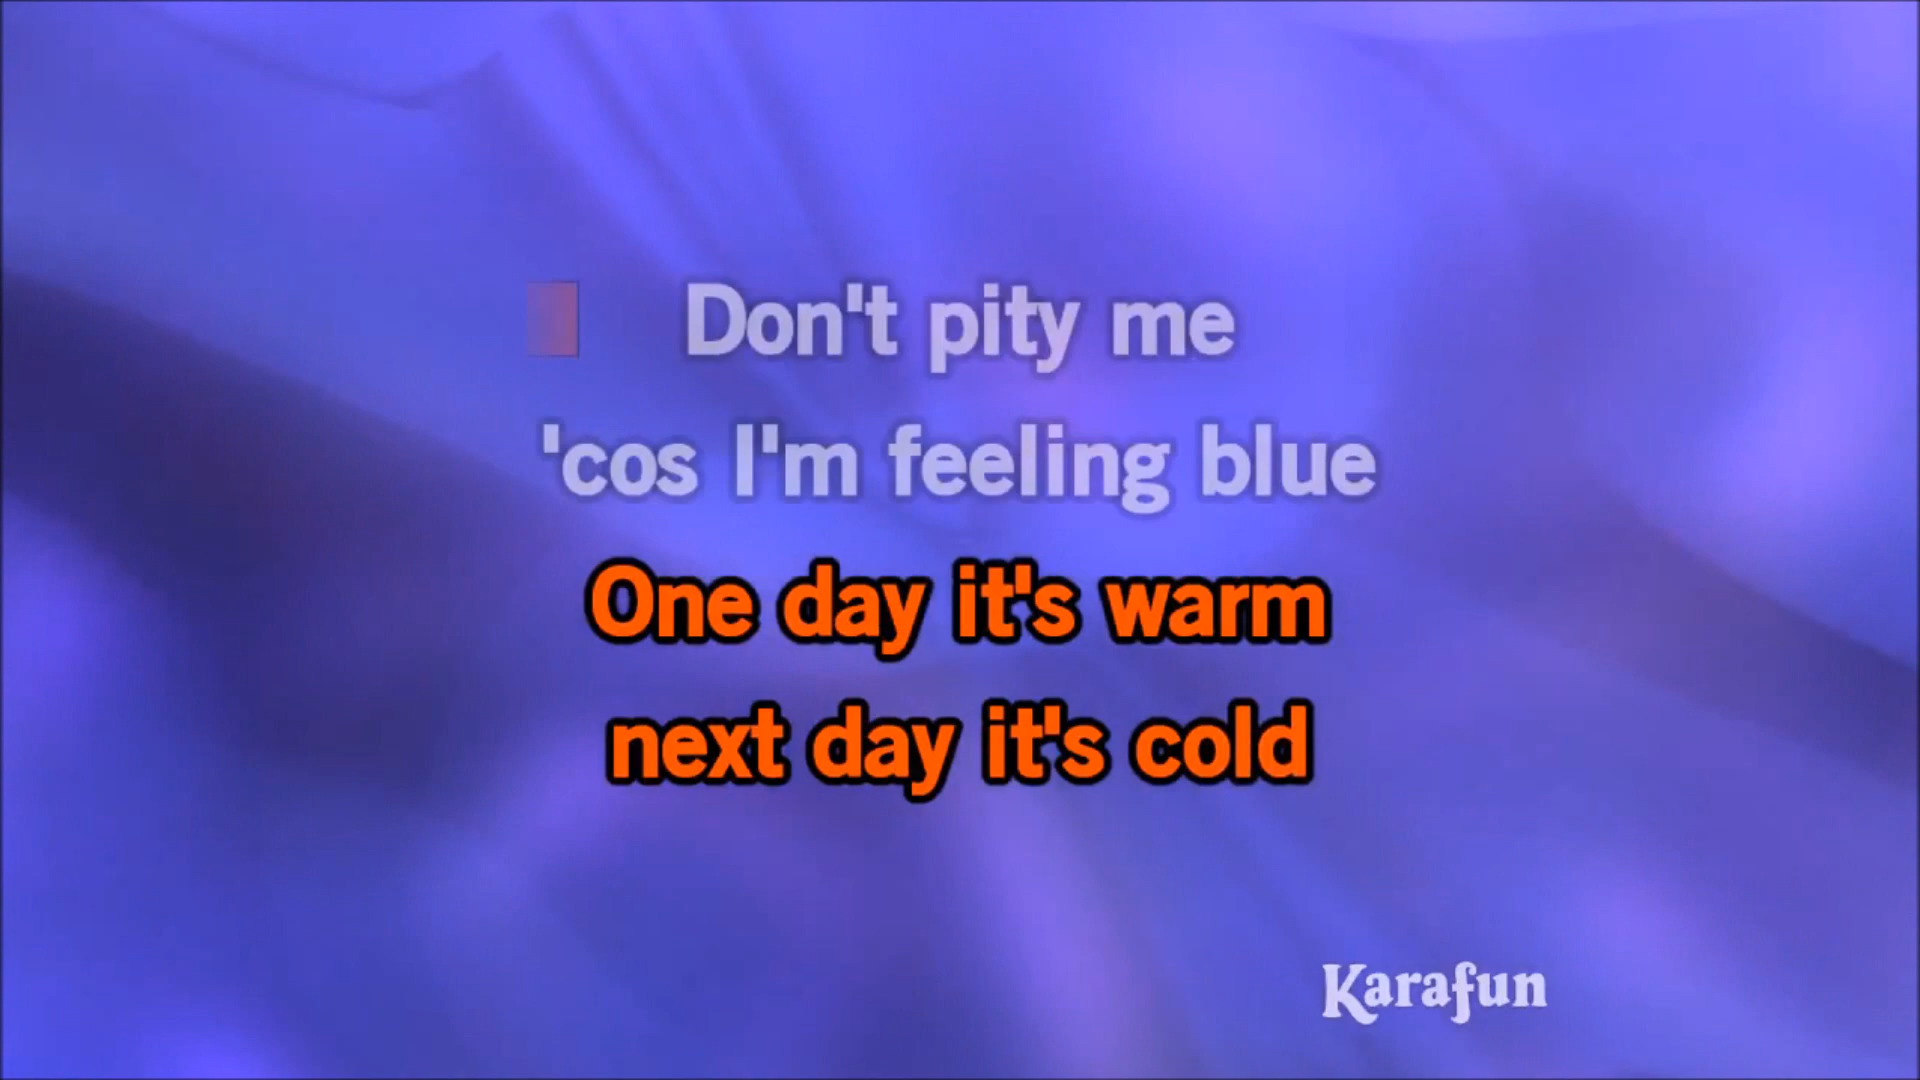 Don't pity me
'cos I'm feeling blue
One day it's warm
next day it's cold
Karafun